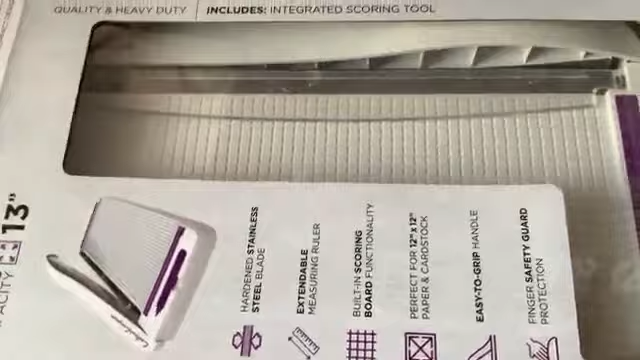 QUALITY & HEAVY DUTY
INCLUDES: INTEGRATED SCORING TOOL
13"
HARDENED STAINLESS
STEEL BLADE
EXTENDABLE
MEASURING RULER
BUILT-IN SCORING
BOARD FUNCTIONALITY
PERFECT FOR 12" x 12"
PAPER & CARDSTOCK
EASY-TO-GRIP HANDLE
FINGER SAFETY GUARD
PROTECTION